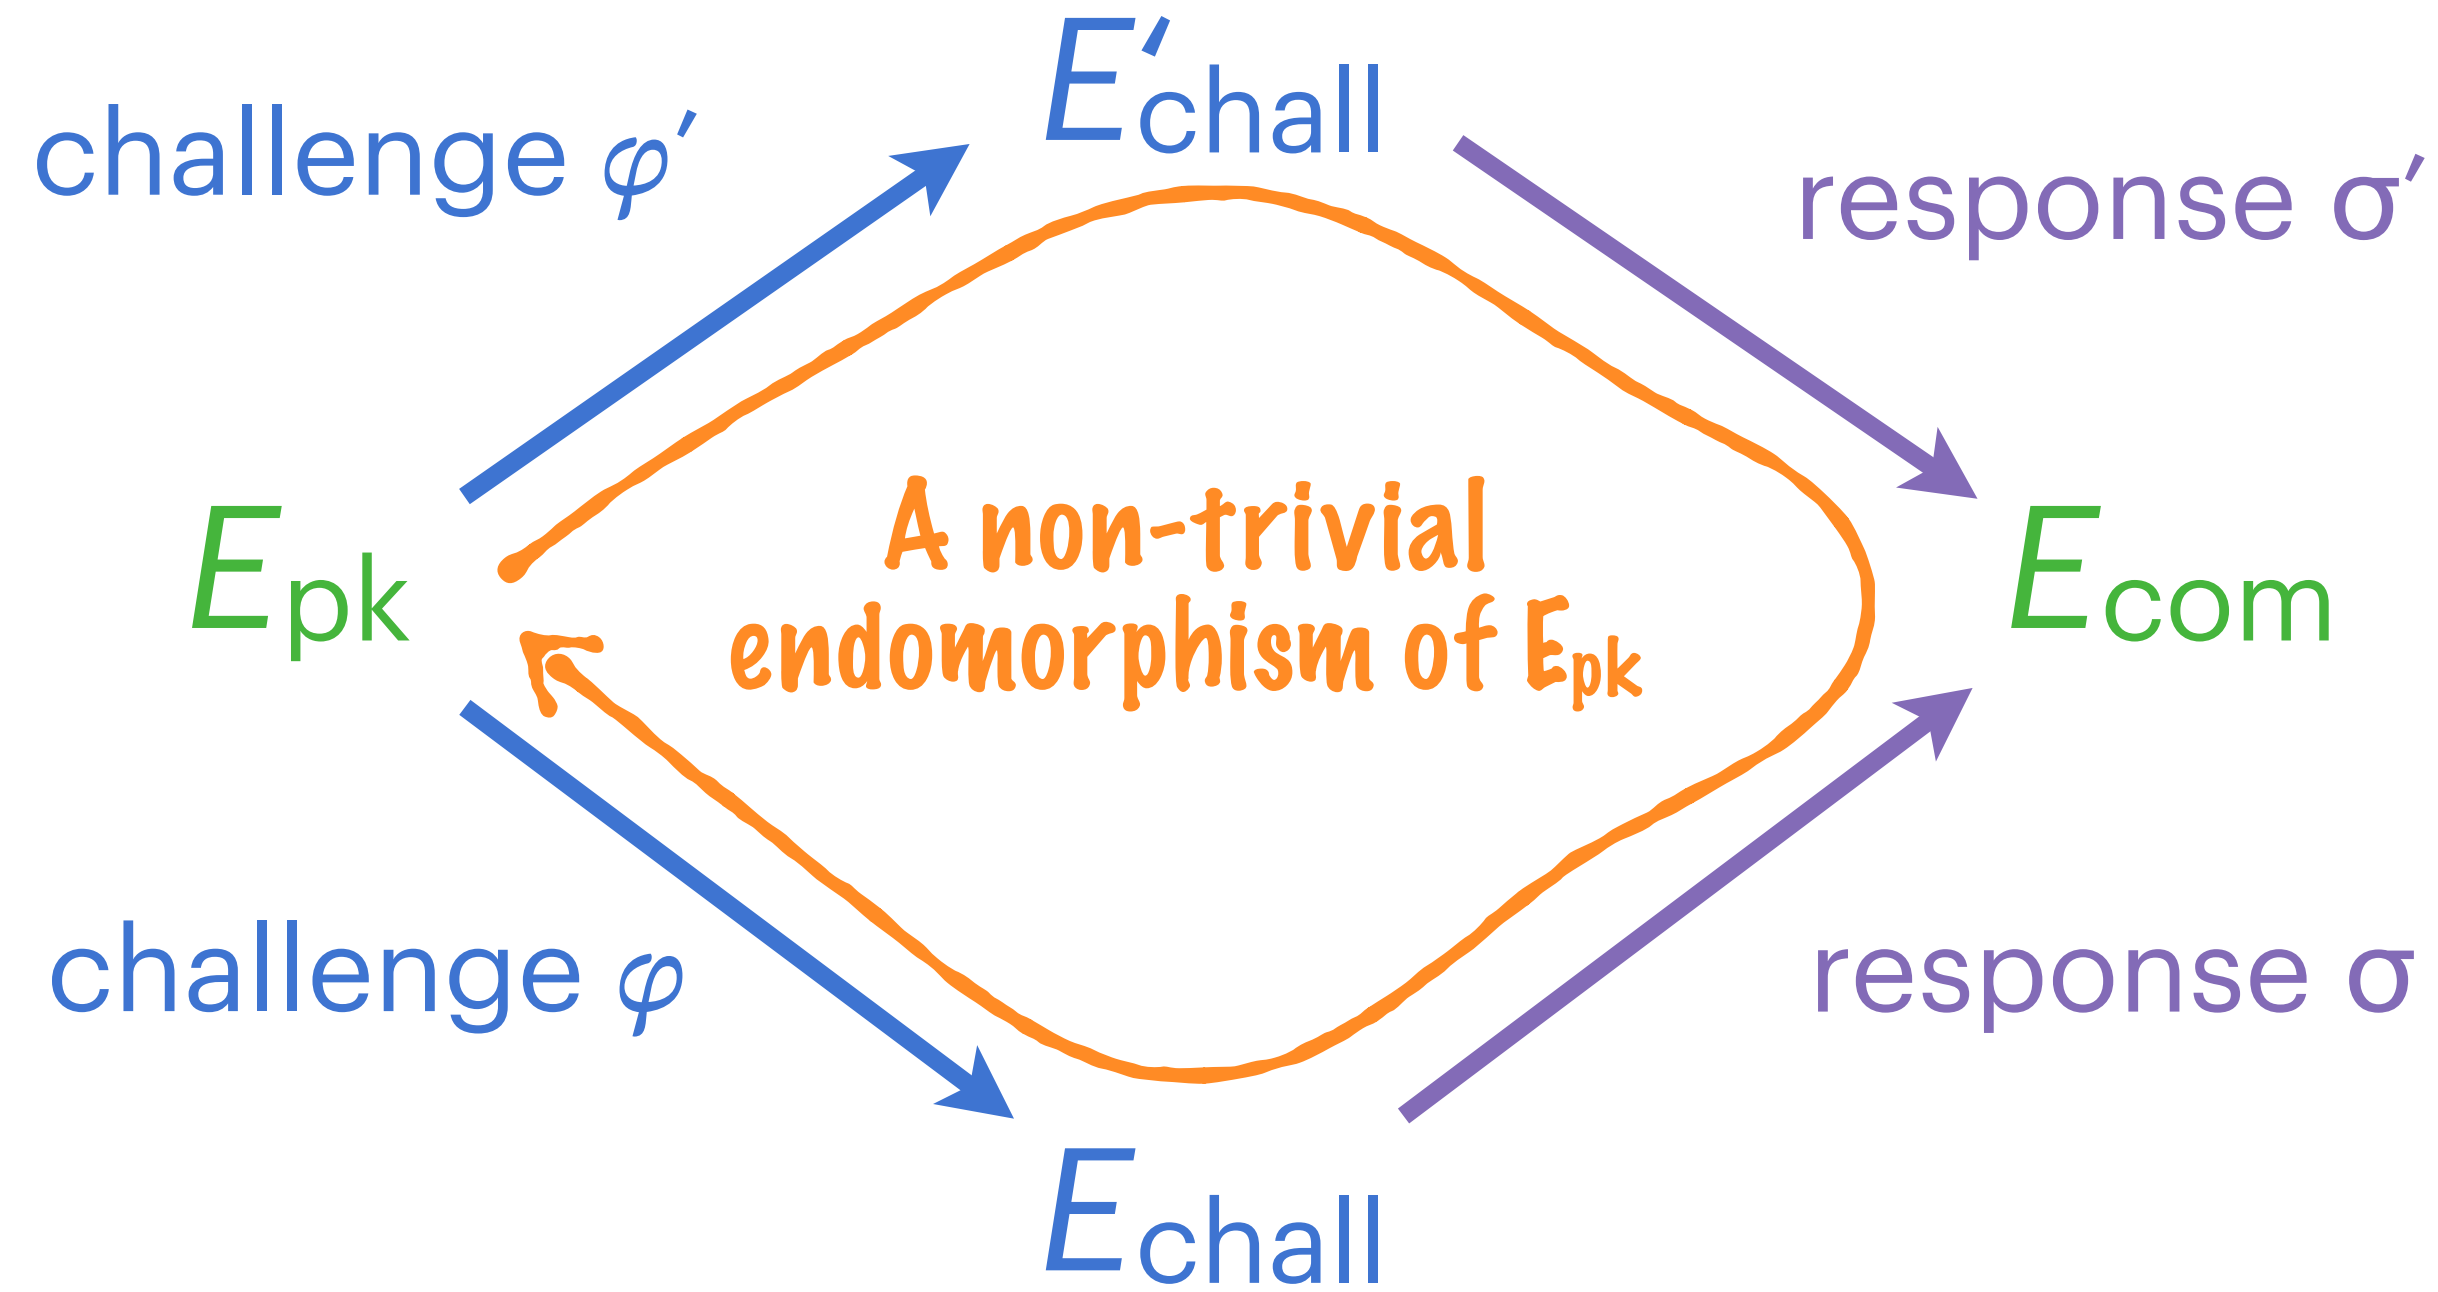 E′chall
challenge φ′
response σ′
A non-trivial
endomorphism of Epk
Epk
Ecom
challenge φ
response σ
Echall